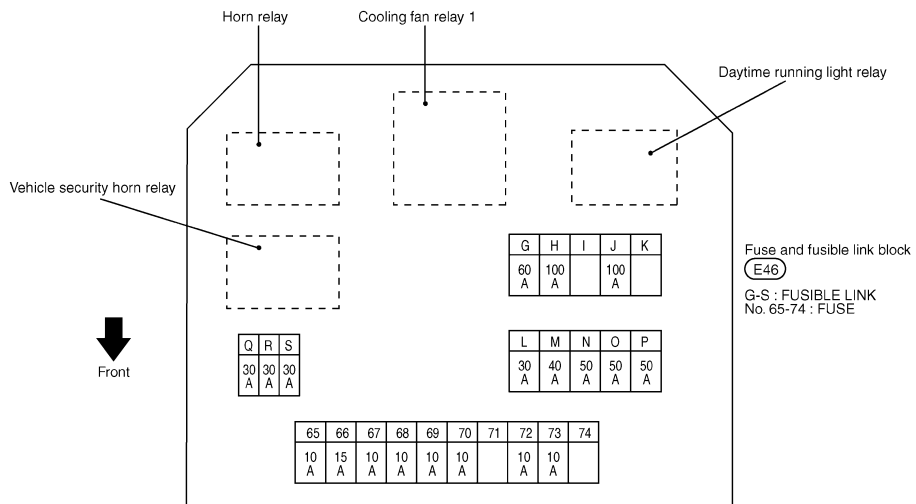 Horn relay
Cooling fan relay 1
Daytime running light relay
Vehicle security horn relay
G H I J K
60 A 100 A 100 A
Fuse and fusible link block
E46
G-S : FUSIBLE LINK
No. 65-74 : FUSE
Front
Q R S
30 A 30 A 30 A
L M N O P
30 A 40 A 50 A 50 A 50 A
65 66 67 68 69 70 71 72 73 74
10 A 15 A 10 A 10 A 10 A 10 A 10 A 10 A